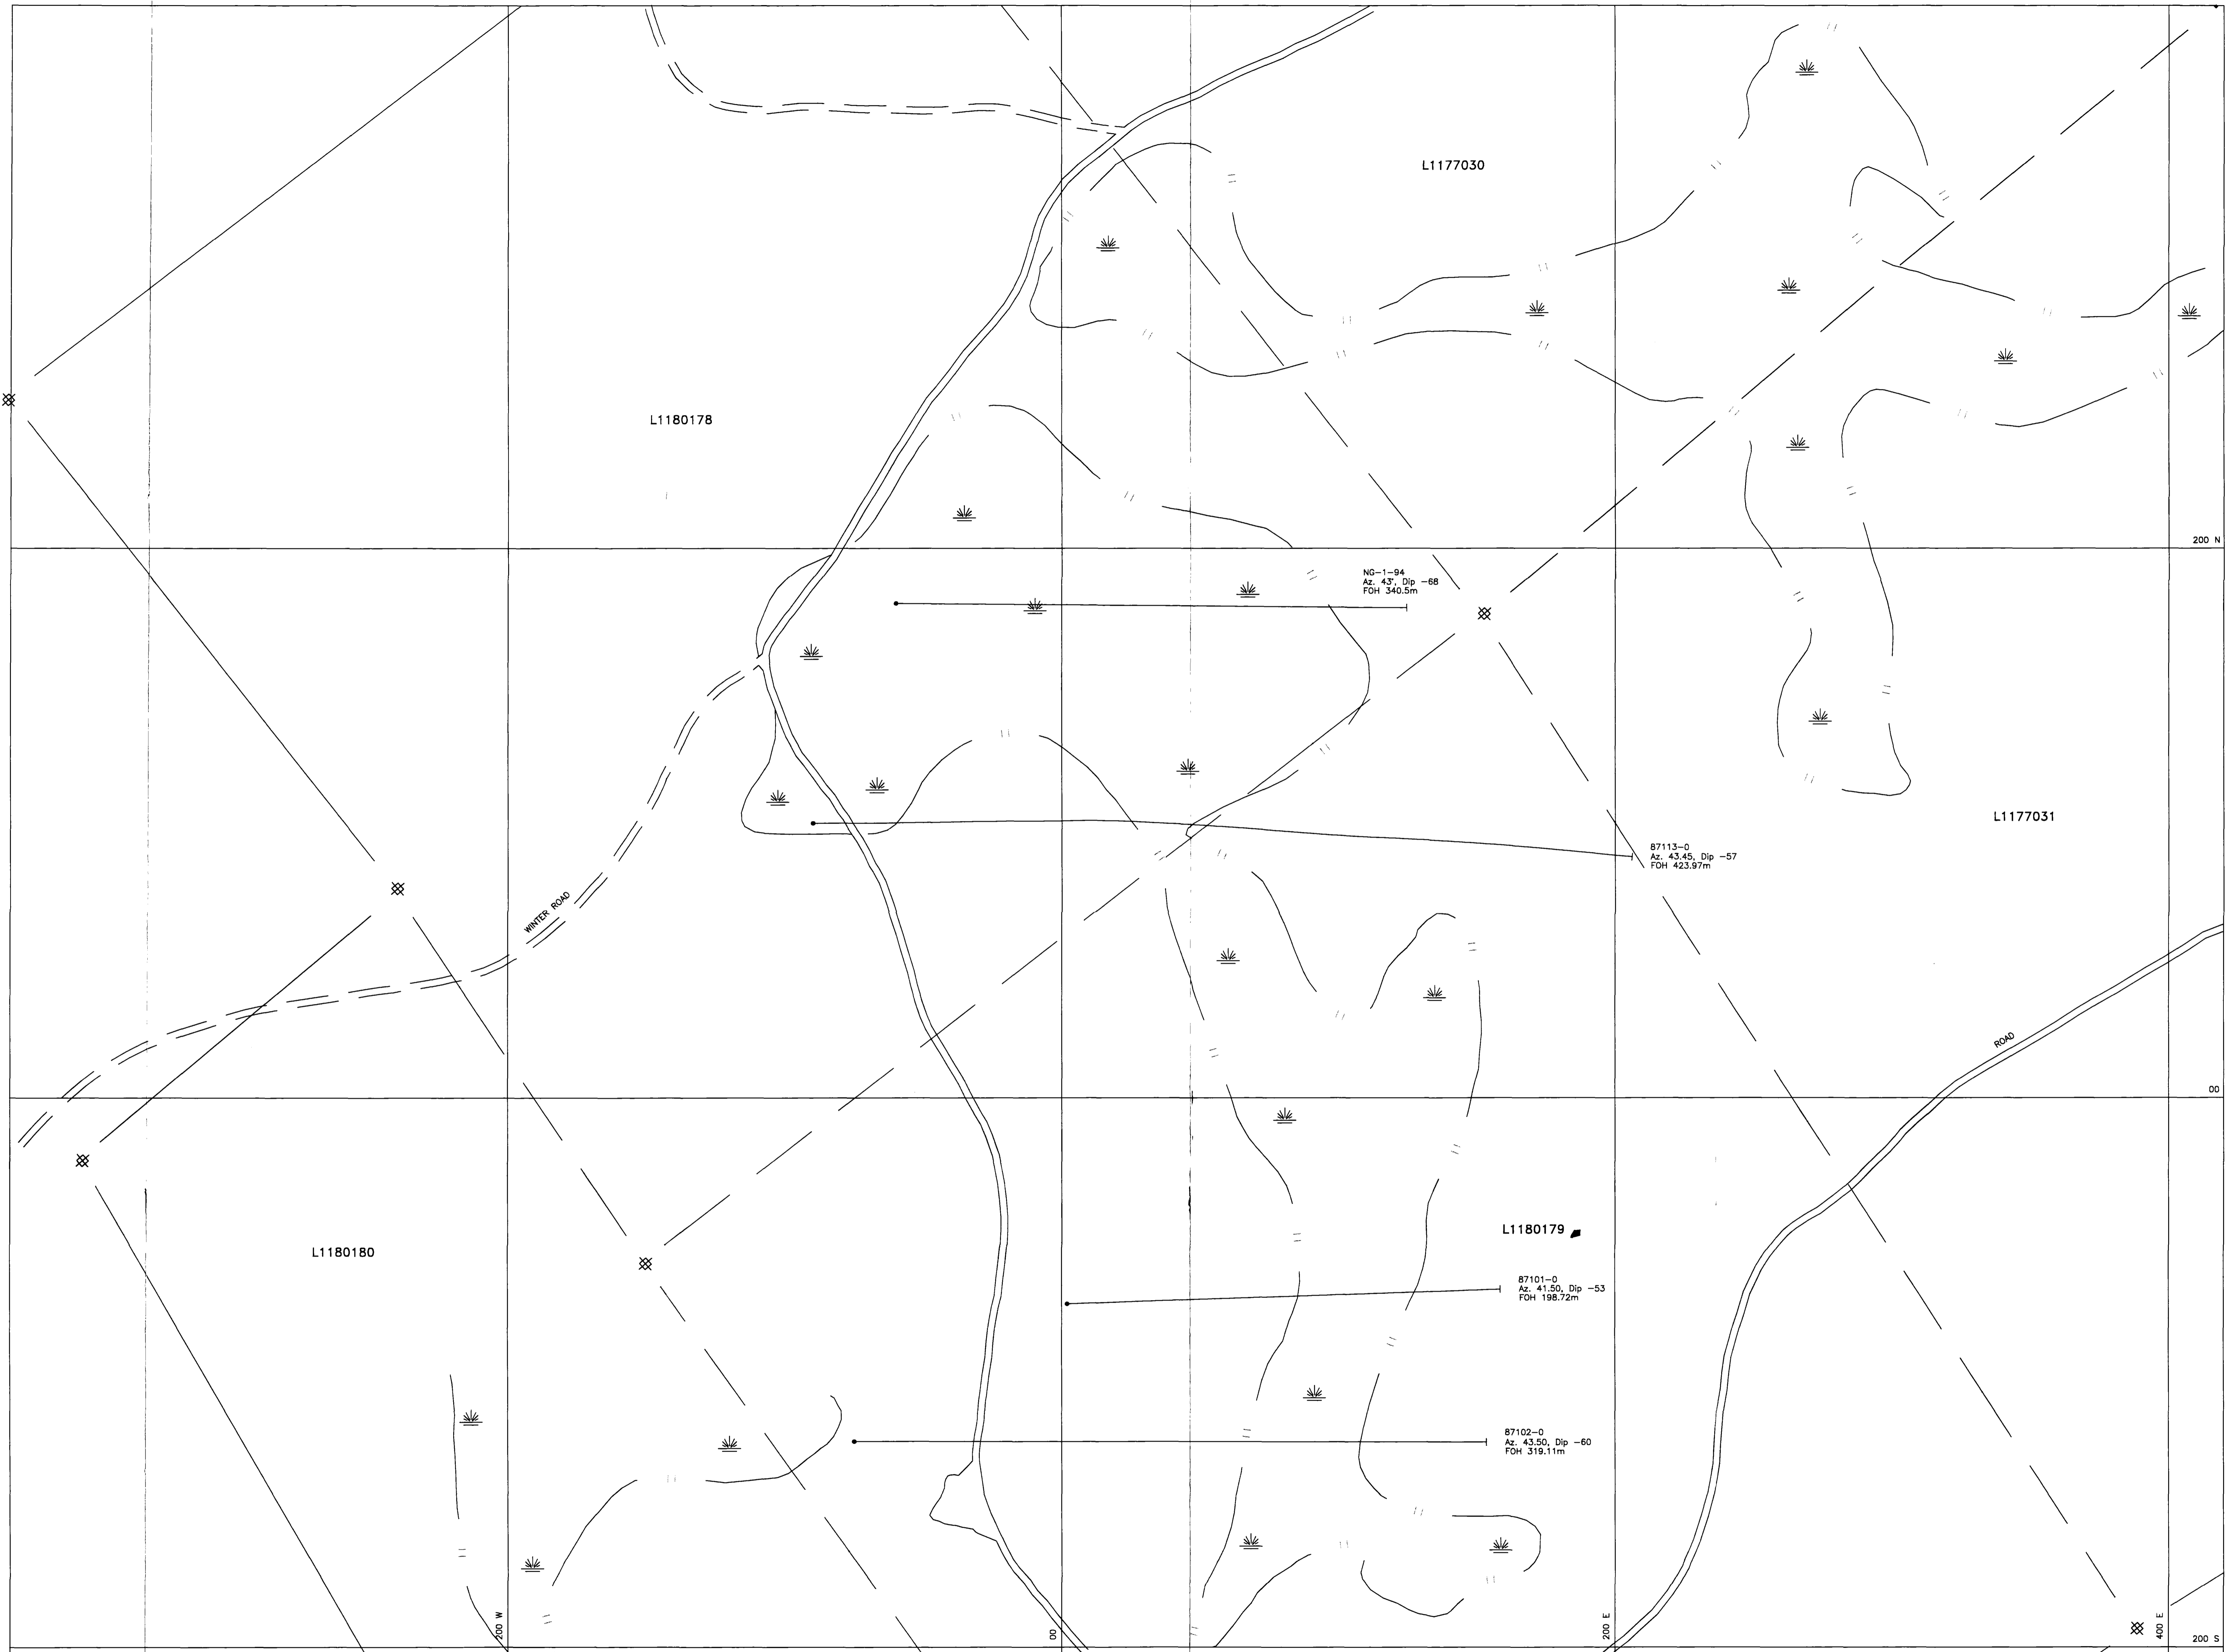 L1177030
L1180178
200 N
NG-1-94
Az. 43°, Dip -68
FOH 340.5m
L1177031
87113-0
Az. 43.45, Dip -57
FOH 423.97m
WINTER ROAD
ROAD
00
L1180179
L1180180
87101-0
Az. 41.50, Dip -53
FOH 198.72m
87102-0
Az. 43.50, Dip -60
FOH 319.11m
200 W
00
200 E
400 E
200 S